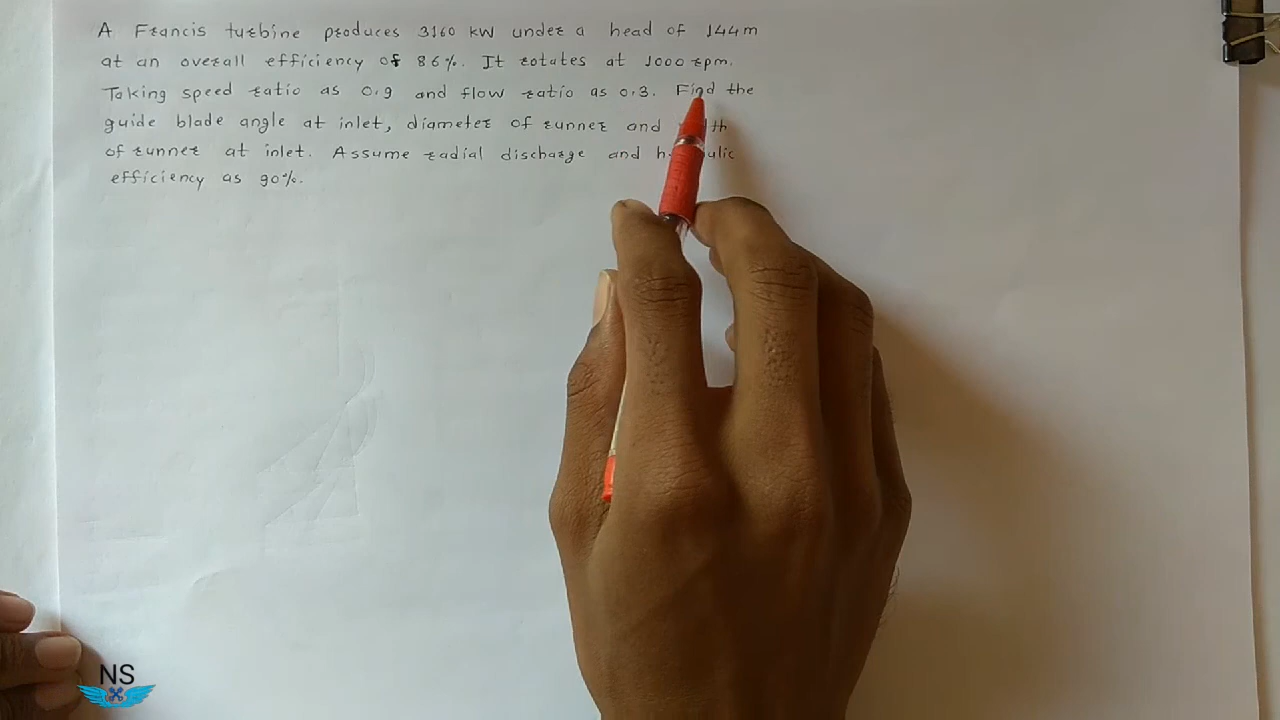 A Francis turbine produces 3160 kW under a head of 144m
at an overall efficiency of 86%. It rotates at 1000 rpm.
Taking speed ratio as 0.9 and flow ratio as 0.3. Find the
guide blade angle at inlet, diameter of runner and
of runner at inlet. Assume radial discharge and
efficiency as 90%.
NS